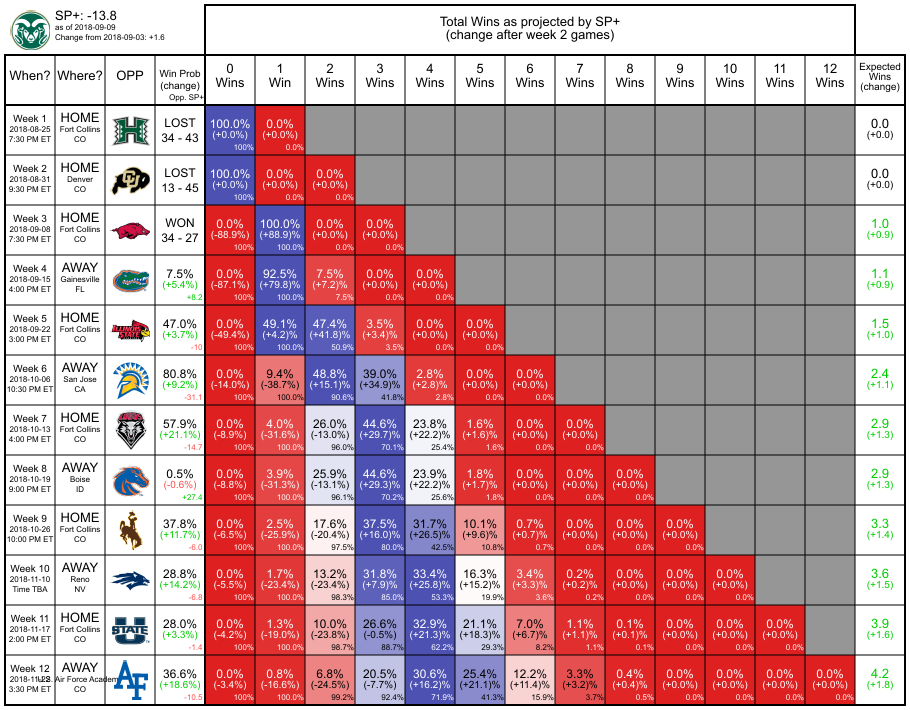 SP+: -13.8
as of 2018-09-09
Change from 2018-09-03: +1.6
Total Wins as projected by SP+
(change after week 2 games)
When? Where? OPP Win Prob (change) Opp. SP+ 0 Wins 1 Win 2 Wins 3 Wins 4 Wins 5 Wins 6 Wins 7 Wins 8 Wins 9 Wins 10 Wins 11 Wins 12 Wins Expected Wins (change)
Week 1 HOME LOST 100.0% 0.0% 0.0
2018-08-25 Fort Collins 34 - 43 (+0.0%) (+0.0%) (+0.0)
7:30 PM ET CO 100% 0.0%
Week 2 HOME LOST 100.0% 0.0% 0.0% 0.0
2018-08-31 Denver 13 - 45 (+0.0%) (+0.0%) (+0.0%) (+0.0)
9:30 PM ET CO 100% 0.0% 0.0%
Week 3 HOME WON 0.0% 100.0% 0.0% 0.0% 1.0
2018-09-08 Fort Collins 34 - 27 (-88.9%) (+88.9)% (+0.0%) (+0.0%) (+0.9)
7:30 PM ET CO 100% 100.0% 0.0% 0.0%
Week 4 AWAY 7.5% 0.0% 92.5% 7.5% 0.0% 0.0% 1.1
2018-09-15 Gainesville (+5.4%) (-87.1%) (+79.8)% (+7.2)% (+0.0%) (+0.0%) (+0.9)
4:00 PM ET FL +8.2 100% 100.0% 7.5% 0.0% 0.0%
Week 5 HOME ILLINOIS STATE 47.0% 0.0% 49.1% 47.4% 3.5% 0.0% 0.0% 1.5
2018-09-22 Fort Collins (+3.7%) (-49.4%) (+4.2)% (+41.8)% (+3.4)% (+0.0%) (+0.0%) (+1.0)
3:00 PM ET CO -10 100% 100.0% 50.9% 3.5% 0.0% 0.0%
Week 6 AWAY 80.8% 0.0% 9.4% 48.8% 39.0% 2.8% 0.0% 0.0% 2.4
2018-10-06 San Jose (+9.2%) (-14.0%) (-38.7%) (+15.1)% (+34.9)% (+2.8)% (+0.0%) (+0.0%) (+1.1)
10:30 PM ET CA -31.1 100% 100.0% 90.6% 41.8% 2.8% 0.0% 0.0%
Week 7 HOME LOBOS 57.9% 0.0% 4.0% 26.0% 44.6% 23.8% 1.6% 0.0% 0.0% 2.9
2018-10-13 Fort Collins (+21.1%) (-8.9%) (-31.6%) (-13.0%) (+29.7)% (+22.2)% (+1.6)% (+0.0%) (+0.0%) (+1.3)
4:00 PM ET CO -14.7 100% 100.0% 96.0% 70.1% 25.4% 1.6% 0.0% 0.0%
Week 8 AWAY 0.5% 0.0% 3.9% 25.9% 44.6% 23.9% 1.8% 0.0% 0.0% 0.0% 2.9
2018-10-19 Boise (-0.6%) (-8.8%) (-31.3%) (-13.1%) (+29.3)% (+22.2)% (+1.7)% (+0.0%) (+0.0%) (+0.0%) (+1.3)
9:00 PM ET ID +27.4 100% 100.0% 96.1% 70.2% 25.6% 1.8% 0.0% 0.0% 0.0%
Week 9 HOME 37.8% 0.0% 2.5% 17.6% 37.5% 31.7% 10.1% 0.7% 0.0% 0.0% 0.0% 3.3
2018-10-26 Fort Collins (+11.7%) (-6.5%) (-25.9%) (-20.4%) (+16.0)% (+26.5)% (+9.6)% (+0.7)% (+0.0%) (+0.0%) (+0.0%) (+1.4)
10:00 PM ET CO -6.0 100% 100.0% 97.5% 80.0% 42.5% 10.8% 0.7% 0.0% 0.0% 0.0%
Week 10 AWAY 28.8% 0.0% 1.7% 13.2% 31.8% 33.4% 16.3% 3.4% 0.2% 0.0% 0.0% 0.0% 3.6
2018-11-10 Reno (+14.2%) (-5.5%) (-23.4%) (-23.4%) (+7.9)% (+25.8)% (+15.2)% (+3.3)% (+0.2)% (+0.0%) (+0.0%) (+0.0%) (+1.5)
Time TBA NV -6.8 100% 100.0% 98.3% 85.0% 53.3% 19.9% 3.6% 0.2% 0.0% 0.0% 0.0%
Week 11 HOME U STATE 28.0% 0.0% 1.3% 10.0% 26.6% 32.9% 21.1% 7.0% 1.1% 0.1% 0.0% 0.0% 0.0% 3.9
2018-11-17 Fort Collins (+3.3%) (-4.2%) (-19.0%) (-23.8%) (-0.5%) (+21.3)% (+18.3)% (+6.7)% (+1.1)% (+0.1)% (+0.0%) (+0.0%) (+0.0%) (+1.6)
2:00 PM ET CO -1.4 100% 100.0% 98.7% 88.7% 62.2% 29.3% 8.2% 1.1% 0.1% 0.0% 0.0% 0.0%
Week 12 AWAY AF 36.6% 0.0% 0.8% 6.8% 20.5% 30.6% 25.4% 12.2% 3.3% 0.4% 0.0% 0.0% 0.0% 0.0% 4.2
Air Force Academy (+18.6%) (-3.4%) (-16.6%) (-24.5%) (-7.7%) (+16.2)% (+21.1)% (+11.4)% (+3.2)% (+0.4)% (+0.0%) (+0.0%) (+0.0%) (+0.0%) (+1.8)
3:30 PM ET CO -10.5 100% 100.0% 99.2% 92.4% 71.9% 41.3% 15.9% 3.7% 0.5% 0.0% 0.0% 0.0% 0.0%